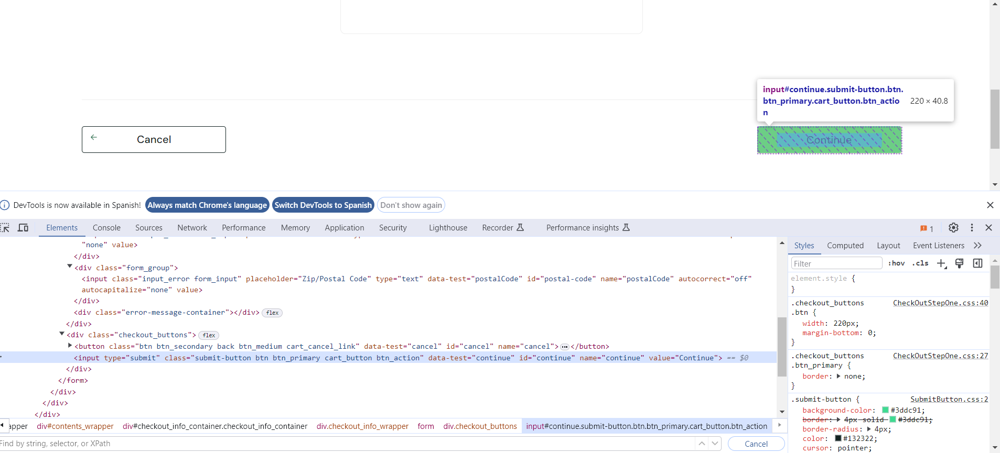 input#continue.submit-button.btn.
btn_primary.cart_button.btn_actio
n
220 × 40.8
Cancel
Continue
DevTools is now available in Spanish!
Always match Chrome's language
Switch DevTools to Spanish
Don't show again
Elements
Console
Sources
Network
Performance
Memory
Application
Security
Lighthouse
Recorder
Performance insights
1
"none" value>
</div>
<div class="form_group">
<input class="input_error form_input" placeholder="Zip/Postal Code" type="text" data-test="postalCode" id="postal-code" name="postalCode" autocorrect="off"
autocapitalize="none" value>
</div>
<div class="error-message-container"></div> flex
</div>
<div class="checkout_buttons"> flex
<button class="btn btn_secondary back btn_medium cart_cancel_link" data-test="cancel" id="cancel" name="cancel"> ••• </button>
<input type="submit" class="submit-button btn btn_primary cart_button btn_action" data-test="continue" id="continue" name="continue" value="Continue"> == $0
</div>
</form>
</div>
</div>
</div>
apper
div#contents_wrapper
div#checkout_info_container.checkout_info_container
div.checkout_info_wrapper
form
div.checkout_buttons
input#continue.submit-button.btn.btn_primary.cart_button.btn_action
Find by string, selector, or XPath
Cancel
Styles
Computed
Layout
Event Listeners
Filter
:hov
.cls
element.style {
}
.checkout_buttons CheckOutStepOne.css:40
.btn {
width: 220px;
margin-bottom: 0;
}
.checkout_buttons CheckOutStepOne.css:27
.btn_primary {
border: none;
}
.submit-button { SubmitButton.css:2
background-color: #3ddc91;
border: 4px solid #3ddc91;
border-radius: 4px;
color: #132322;
cursor: pointer;